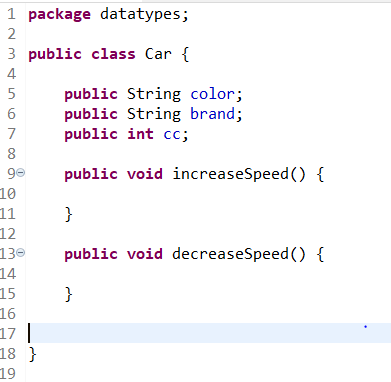 1 package datatypes;
2
3 public class Car {
4
5     public String color;
6     public String brand;
7     public int cc;
8
9     public void increaseSpeed() {
10
11     }
12
13     public void decreaseSpeed() {
14
15     }
16
17
18 }
19